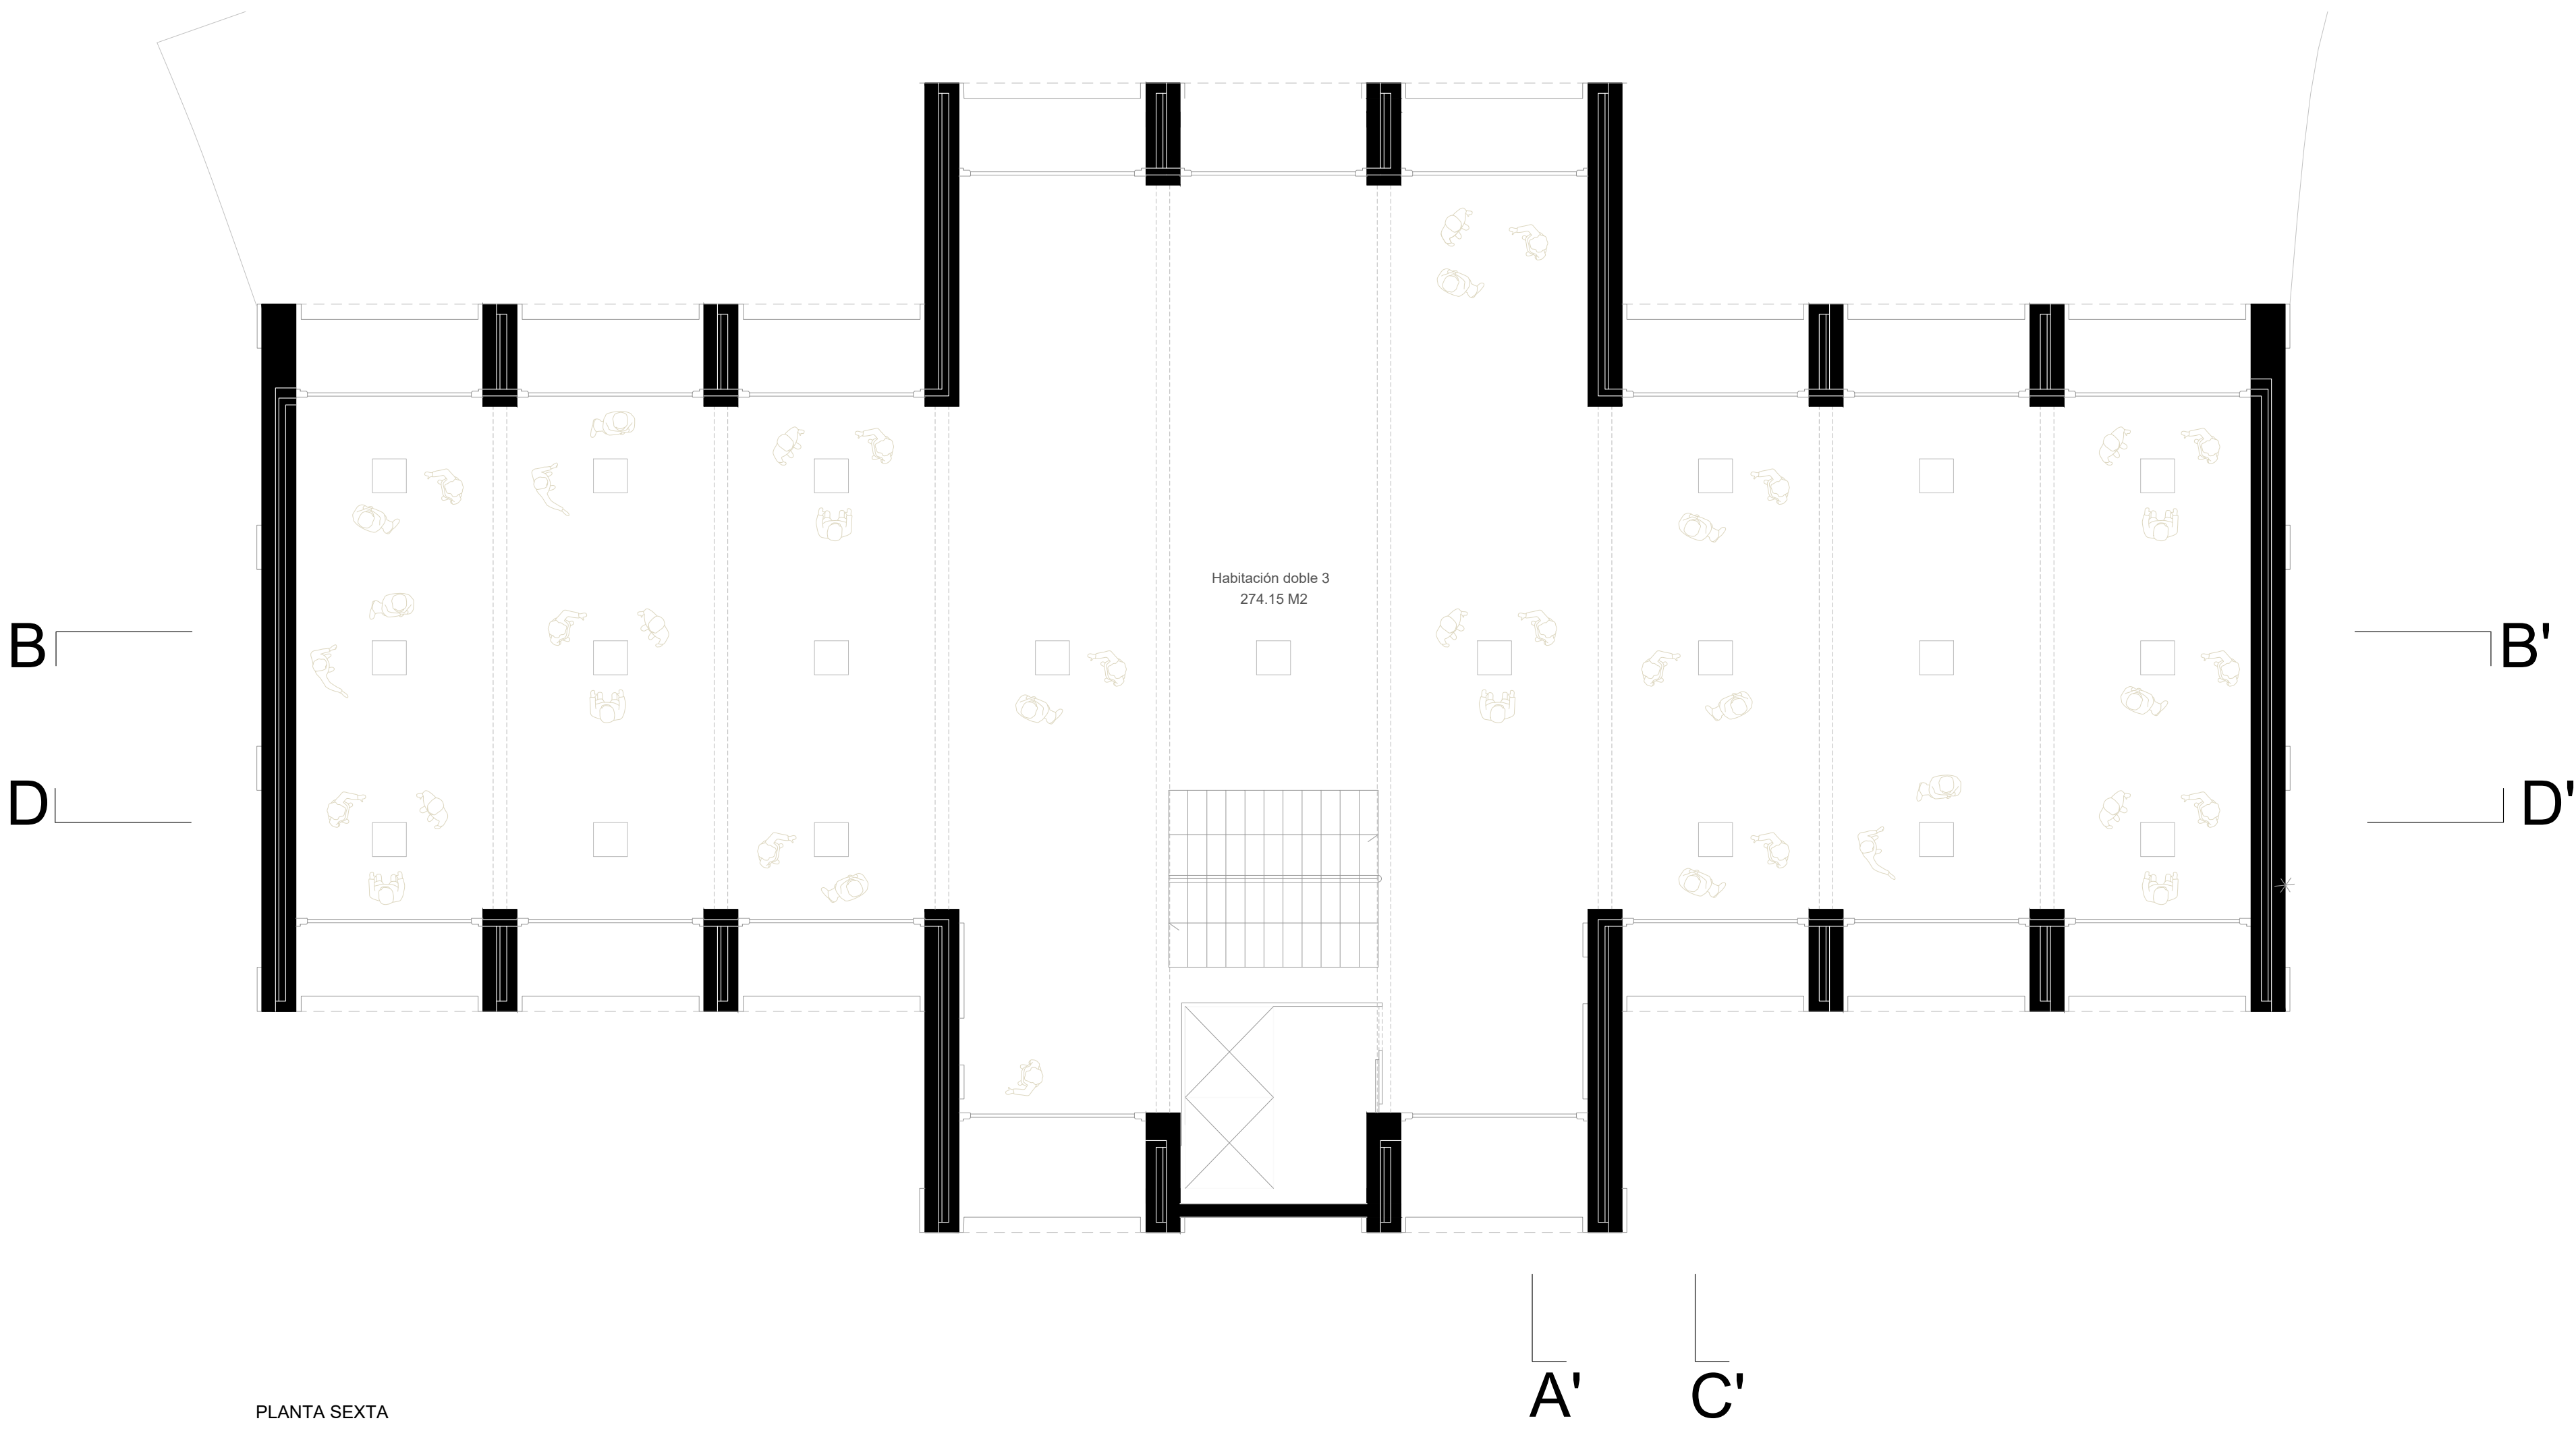 Habitación doble 3
274.15 M2
B
B'
D
D'
A'
C'
PLANTA SEXTA